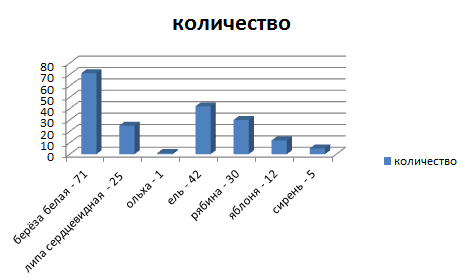 количество
80
70
60
50
40
30
20
10
0
берёза белая - 71
липа сердцевидная - 25
ольха - 1
ель - 42
рябина - 30
яблоня - 12
сирень - 5
количество